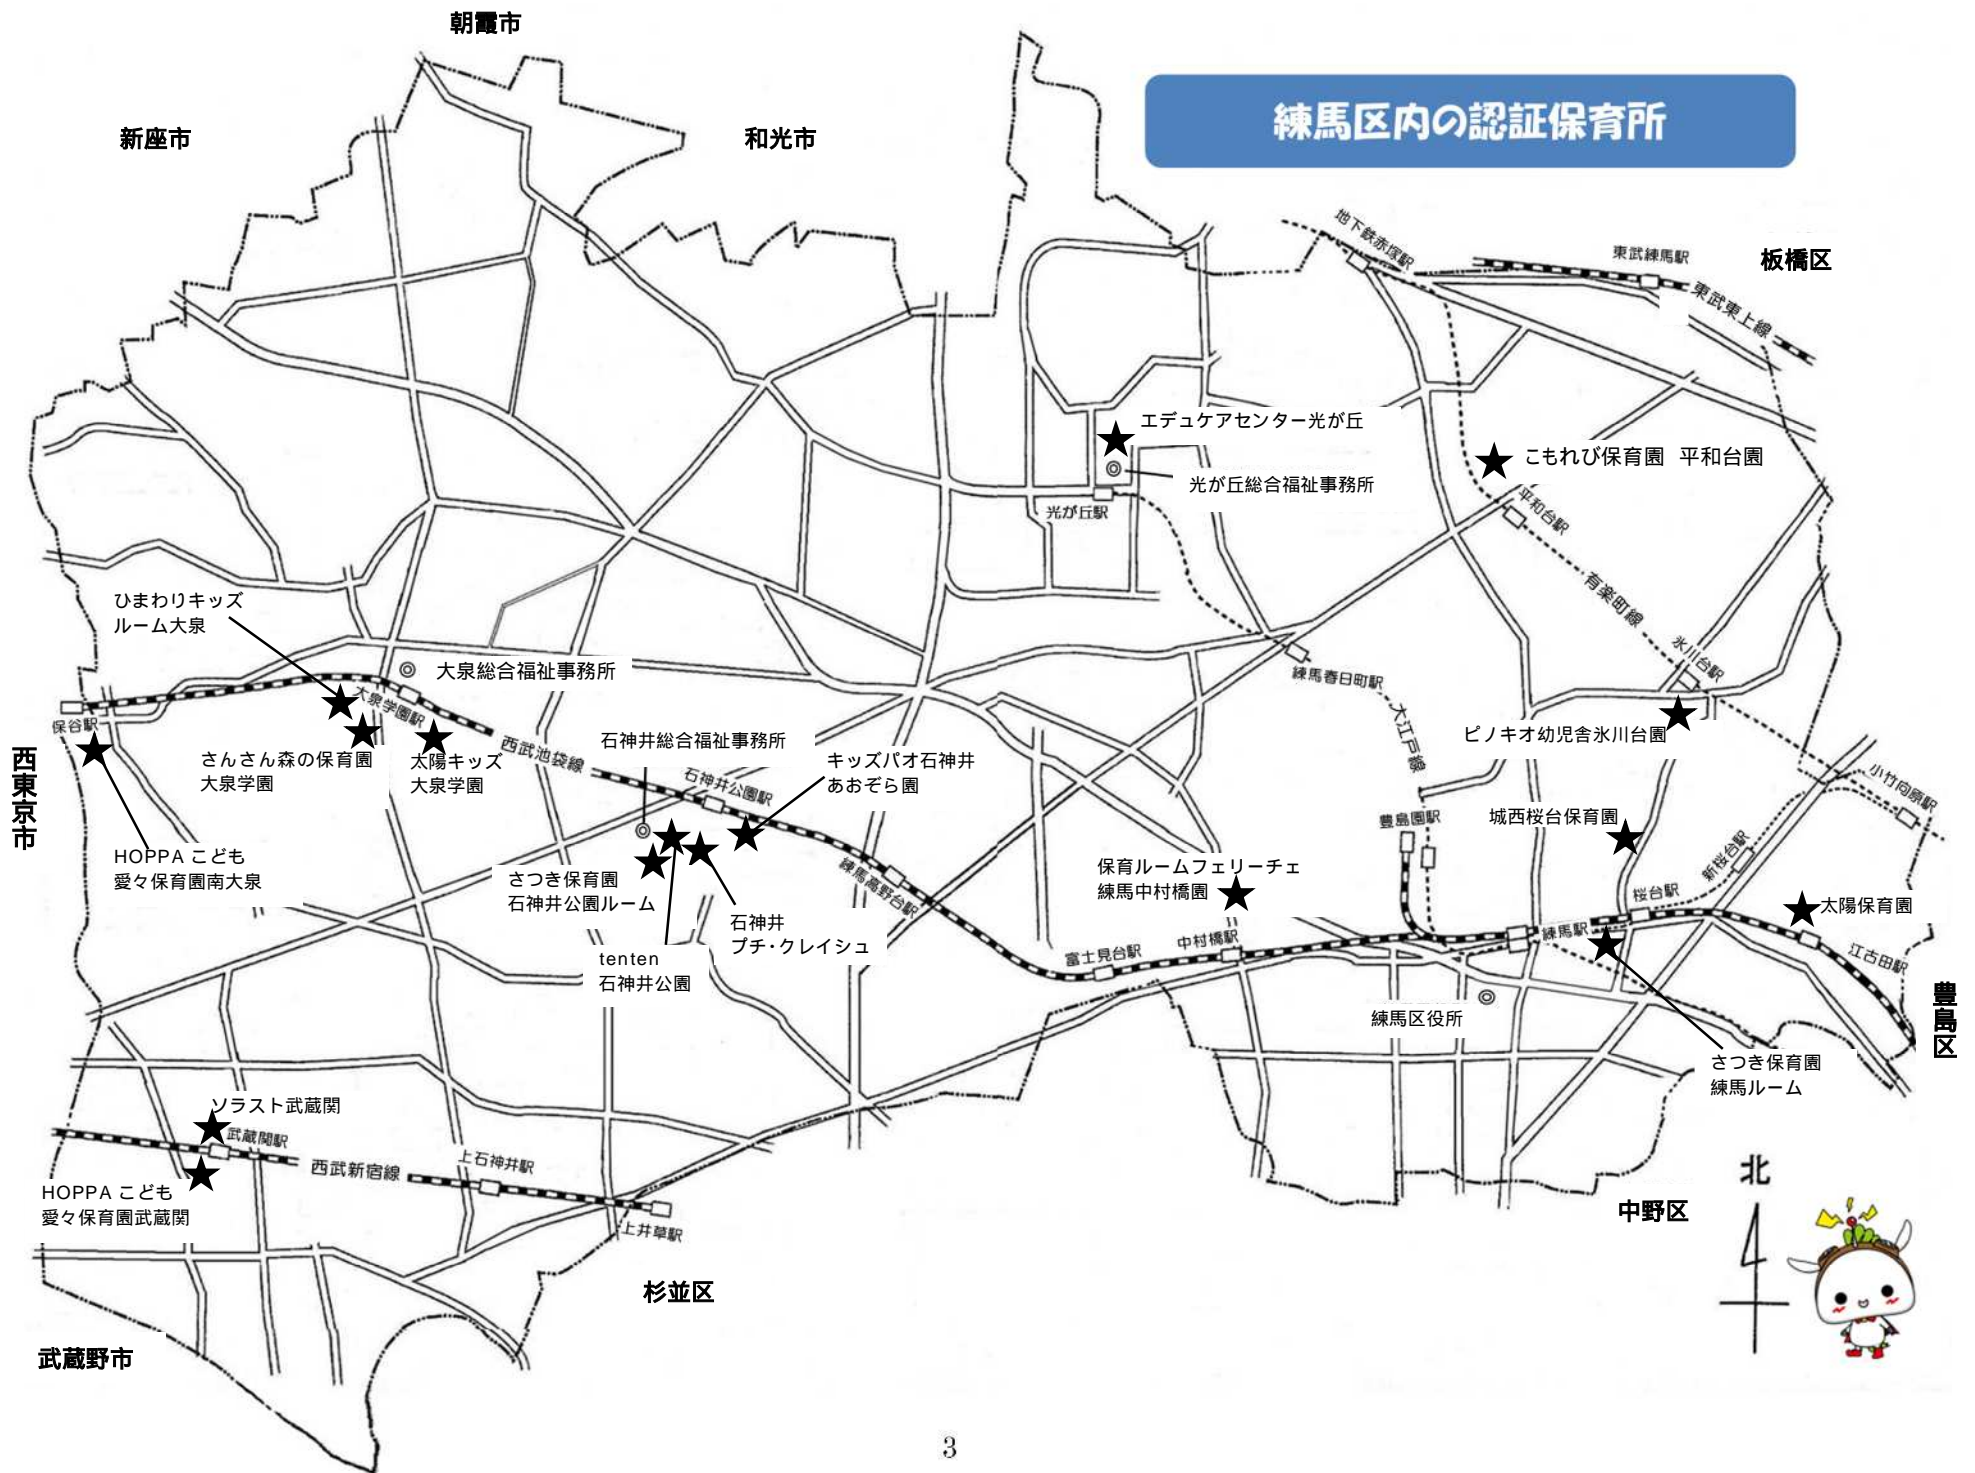 朝霞市
新座市
和光市
練馬区内の認証保育所
板橋区
地下鉄赤塚駅
東武練馬駅
東武東上線
エデュケアセンター光が丘
光が丘総合福祉事務所
光が丘駅
こもれび保育園 平和台園
平和台駅
有楽町線
氷川台駅
ひまわりキッズ
ルーム大泉
大泉総合福祉事務所
大泉学園駅
保谷駅
練馬春日町駅
大江戸線
ピノキオ幼児舎氷川台園
小竹向原駅
西東京市
さんさん森の保育園
大泉学園
太陽キッズ
大泉学園
西武池袋線
石神井総合福祉事務所
石神井公園駅
キッズパオ石神井
あおぞら園
豊島園駅
城西桜台保育園
新桜台駅
HOPPA こども
愛々保育園南大泉
さつき保育園
石神井公園ルーム
練馬高野台駅
保育ルームフェリーチェ
練馬中村橋園
桜台駅
太陽保育園
石神井
プチ・クレイシュ
tenten
石神井公園
富士見台駅
中村橋駅
練馬駅
江古田駅
練馬区役所
豊島区
さつき保育園
練馬ルーム
ソラスト武蔵関
武蔵関駅
西武新宿線
上石神井駅
HOPPA こども
愛々保育園武蔵関
上井草駅
北
中野区
杉並区
武蔵野市
3